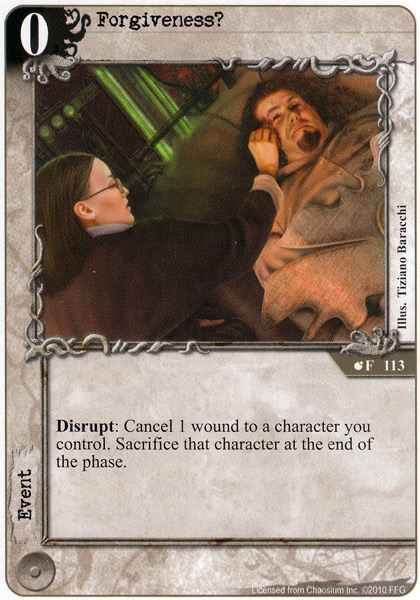 0
Forgiveness?
Illus. Tiziano Baracchi
F 113
Disrupt: Cancel 1 wound to a character you
control. Sacrifice that character at the end of
the phase.
Event
Licensed from Chaosium Inc. ©2010 FFG